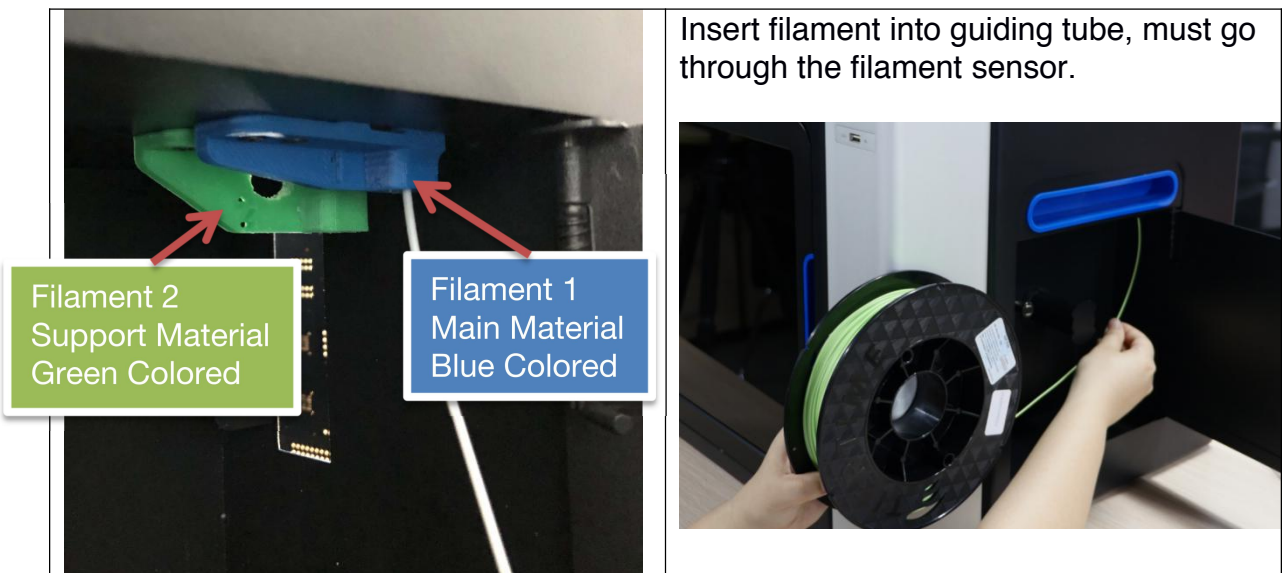 Insert filament into guiding tube, must go
through the filament sensor.
Filament 2
Support Material
Green Colored
Filament 1
Main Material
Blue Colored